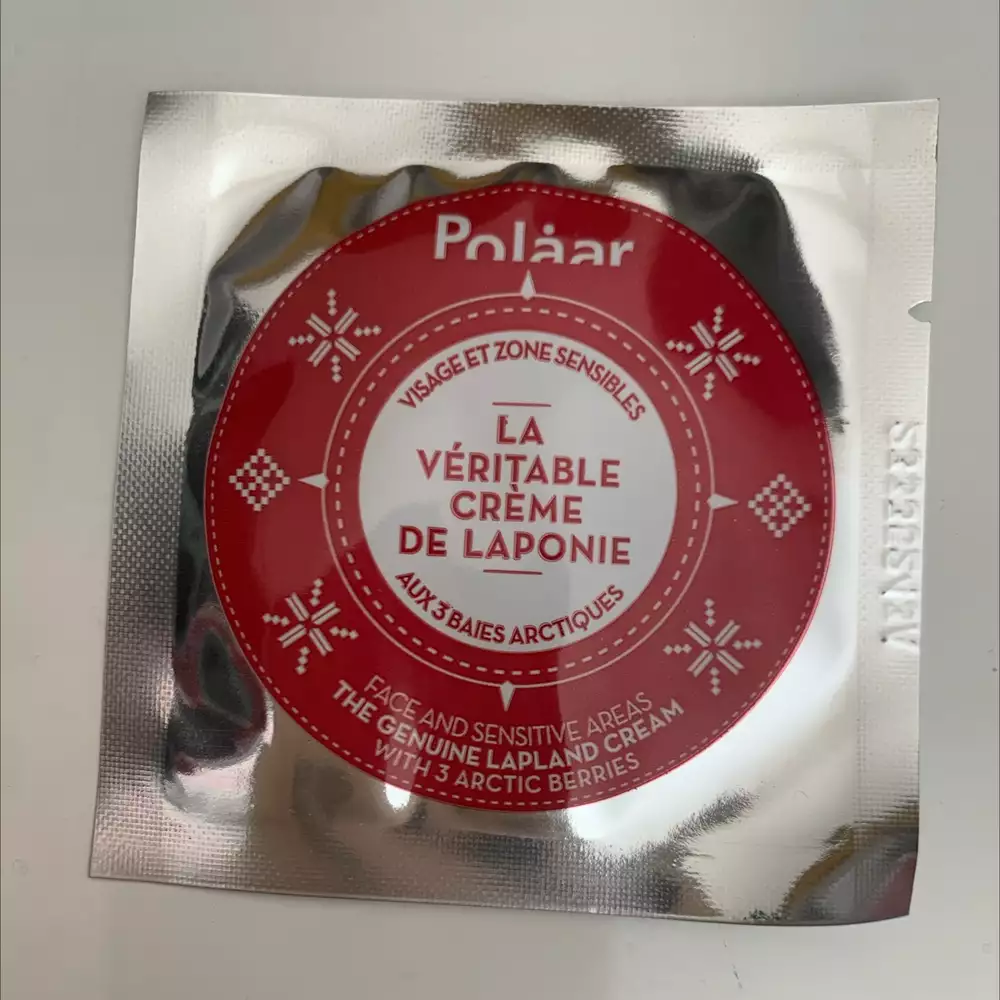 Polåar
VISAGE ET ZONE SENSIBLES
LA
VÉRITABLE
CRÈME
DE LAPONIE
AUX 3 BAIES ARCTIQUES
FACE AND SENSITIVE AREAS
THE GENUINE LAPLAND CREAM
WITH 3 ARCTIC BERRIES